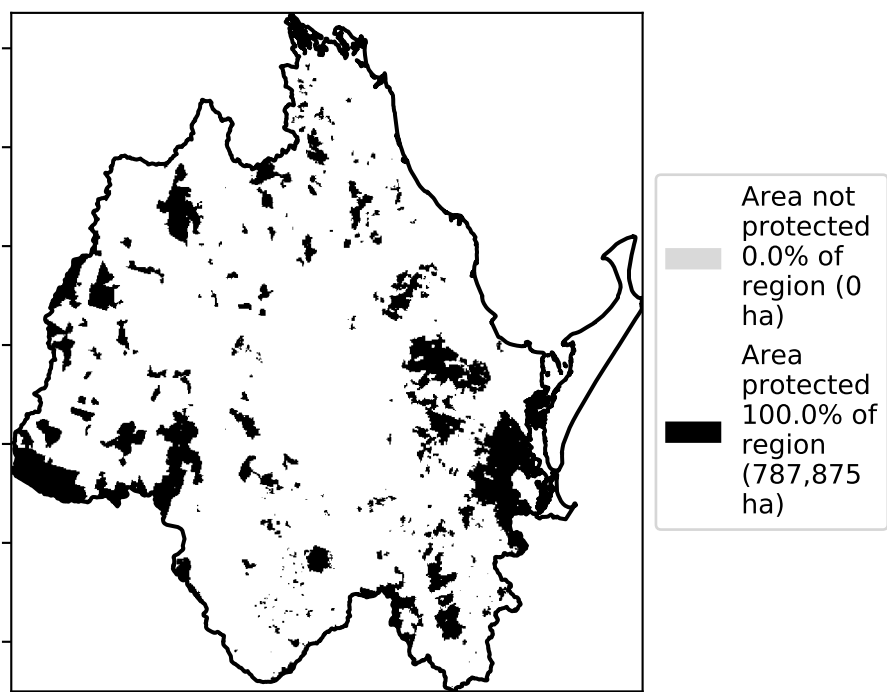 Area not
protected
0.0% of
region (0
ha)
Area
protected
100.0% of
region
(787,875
ha)